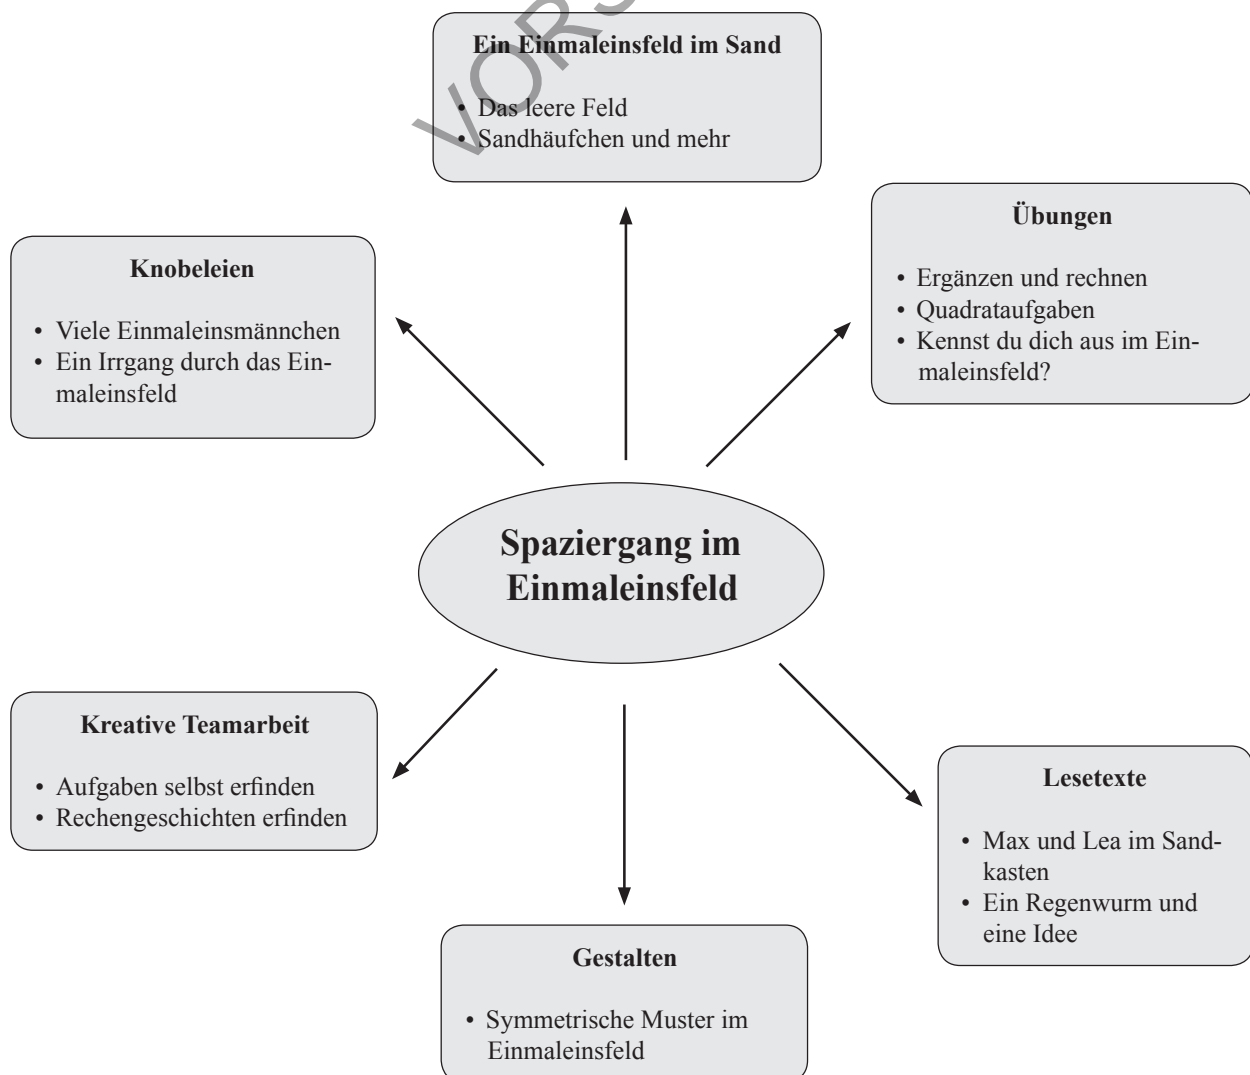 VORS
Ein Einmaleinsfeld im Sand
• Das leere Feld
• Sandhäufchen und mehr
Übungen
• Ergänzen und rechnen
• Quadrataufgaben
• Kennst du dich aus im Ein-
maleinsfeld?
Knobeleien
• Viele Einmaleinsmännchen
• Ein Irrgang durch das Ein-
maleinsfeld
Spaziergang im
Einmaleinsfeld
Kreative Teamarbeit
• Aufgaben selbst erfinden
• Rechengeschichten erfinden
Lesetexte
• Max und Lea im Sand-
kasten
• Ein Regenwurm und
eine Idee
Gestalten
• Symmetrische Muster im
Einmaleinsfeld